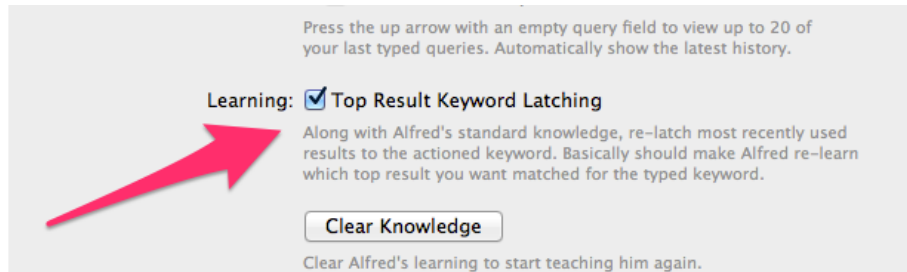 Press the up arrow with an empty query field to view up to 20 of
your last typed queries. Automatically show the latest history.
Learning: Top Result Keyword Latching
Along with Alfred's standard knowledge, re-latch most recently used
results to the actioned keyword. Basically should make Alfred re-learn
which top result you want matched for the typed keyword.
Clear Knowledge
Clear Alfred's learning to start teaching him again.